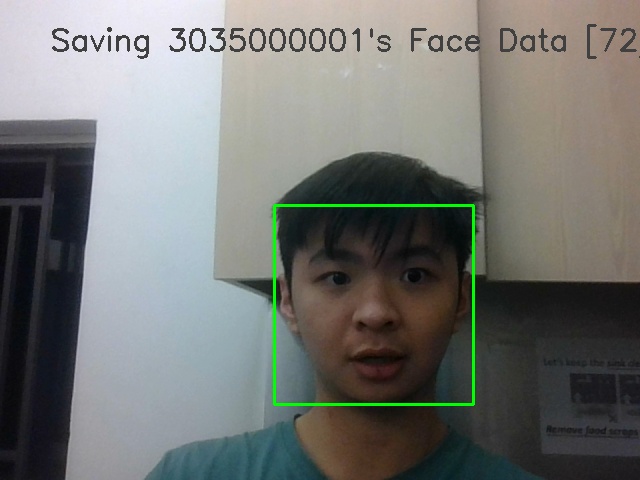 Saving 3035000001's Face Data [72
Let's keep the sink
Remove food scraps